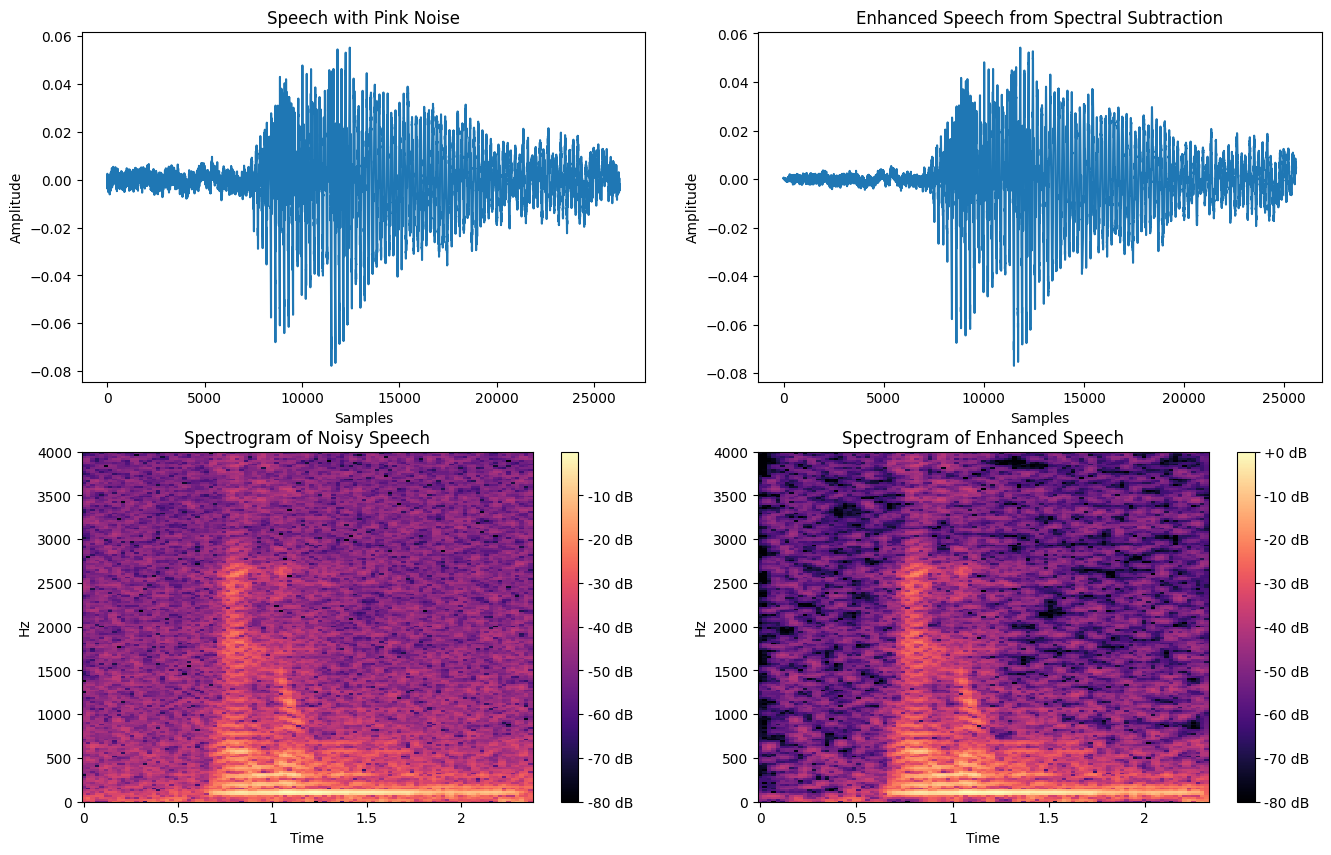 Speech with Pink Noise
0.06
0.04
0.02
0.00
−0.02
−0.04
−0.06
−0.08
Amplitude
0 5000 10000 15000 20000 25000
Samples
Enhanced Speech from Spectral Subtraction
0.06
0.04
0.02
0.00
−0.02
−0.04
−0.06
−0.08
Amplitude
0 5000 10000 15000 20000 25000
Samples
Spectrogram of Noisy Speech
4000
3500
3000
2500
2000
1500
1000
500
0
Hz
0 0.5 1 1.5 2
Time
-10 dB
-20 dB
-30 dB
-40 dB
-50 dB
-60 dB
-70 dB
-80 dB
Spectrogram of Enhanced Speech
4000
3500
3000
2500
2000
1500
1000
500
0
Hz
0 0.5 1 1.5 2
Time
+0 dB
-10 dB
-20 dB
-30 dB
-40 dB
-50 dB
-60 dB
-70 dB
-80 dB